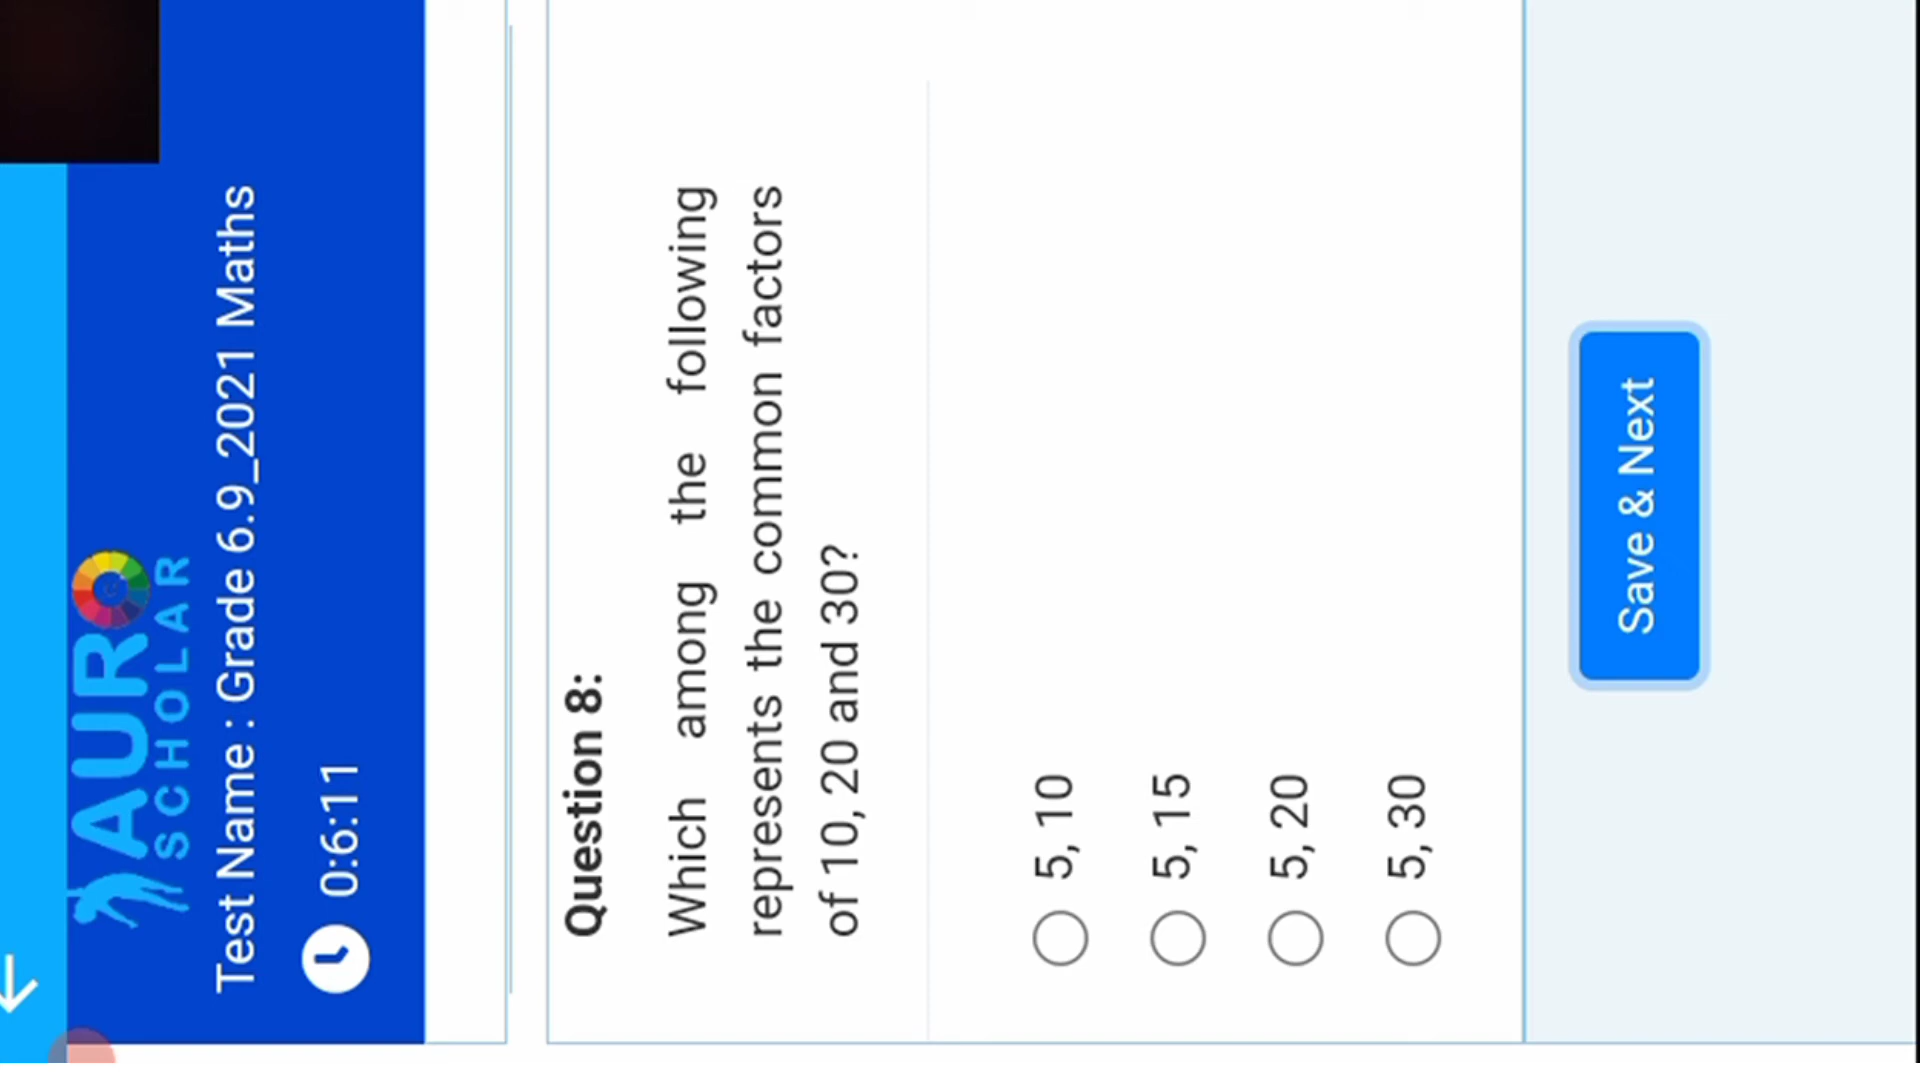 AURO
SCHOLAR
Test Name : Grade 6.9_2021 Maths
0:6:11
Question 8:
Which among the following
represents the common factors
of 10, 20 and 30?
5, 10
5, 15
5, 20
5, 30
Save & Next